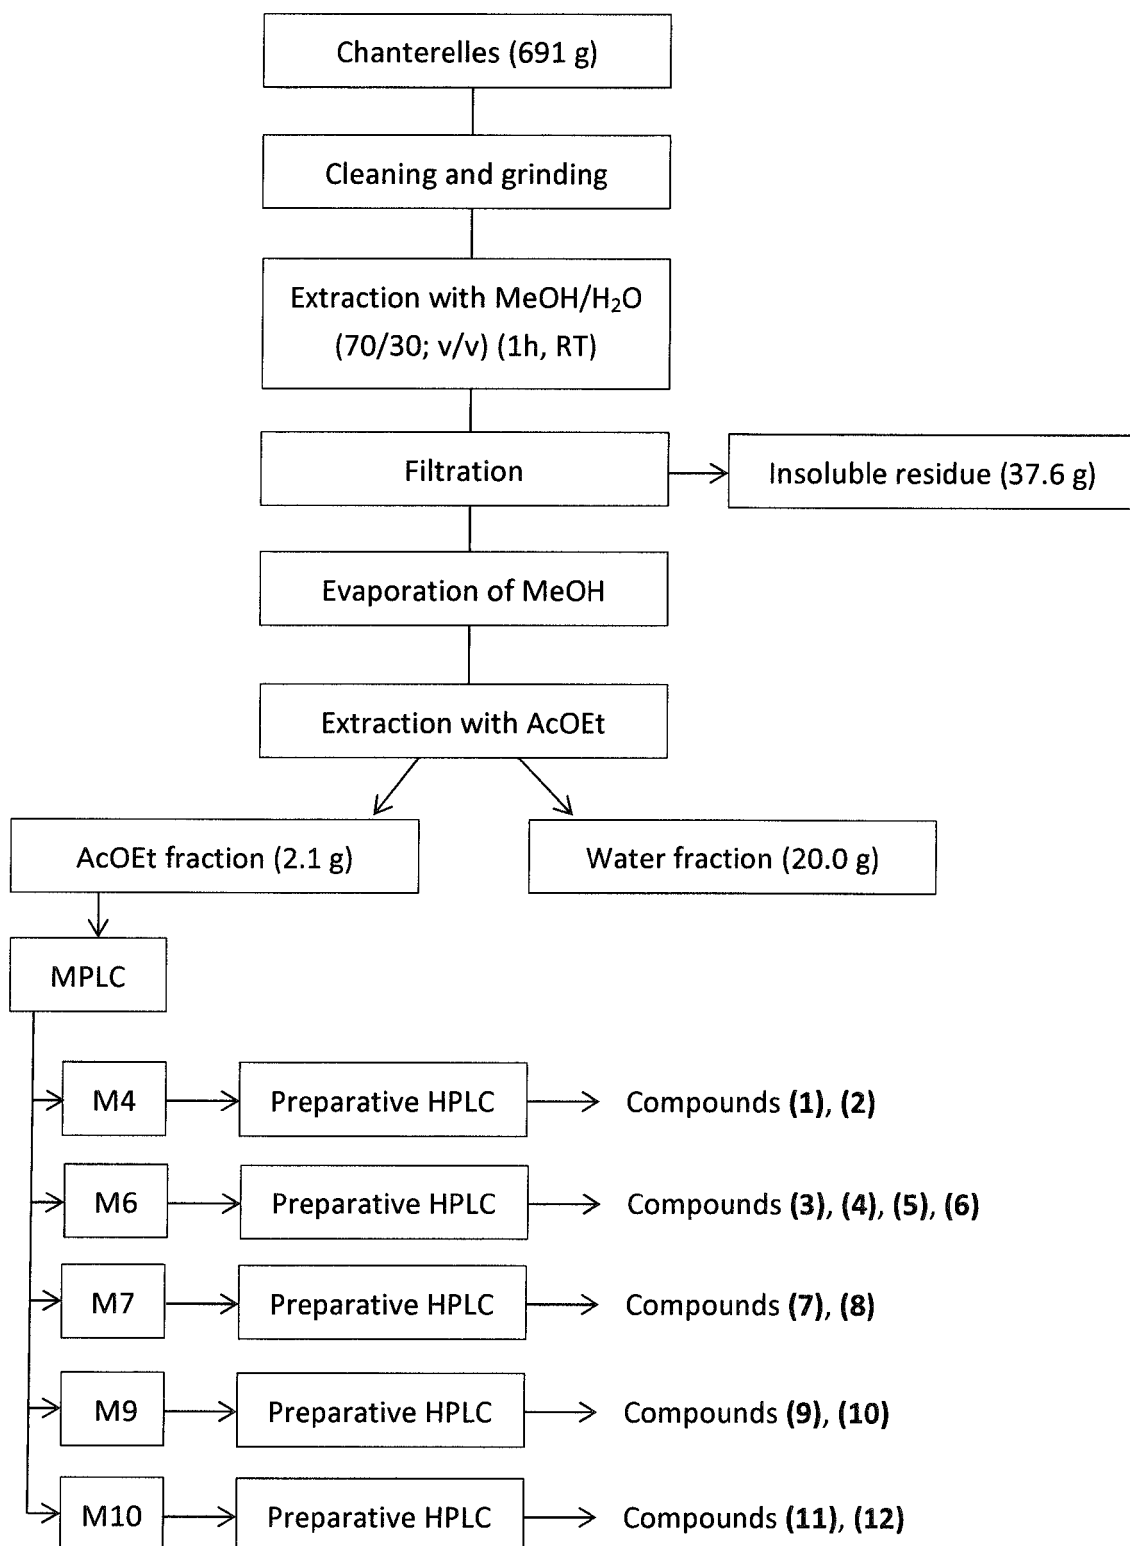 Chanterelles (691 g)
Cleaning and grinding
Extraction with MeOH/H₂O
(70/30; v/v) (1h, RT)
Filtration
Insoluble residue (37.6 g)
Evaporation of MeOH
Extraction with AcOEt
AcOEt fraction (2.1 g)
Water fraction (20.0 g)
MPLC
M4
Preparative HPLC
Compounds (1), (2)
M6
Preparative HPLC
Compounds (3), (4), (5), (6)
M7
Preparative HPLC
Compounds (7), (8)
M9
Preparative HPLC
Compounds (9), (10)
M10
Preparative HPLC
Compounds (11), (12)